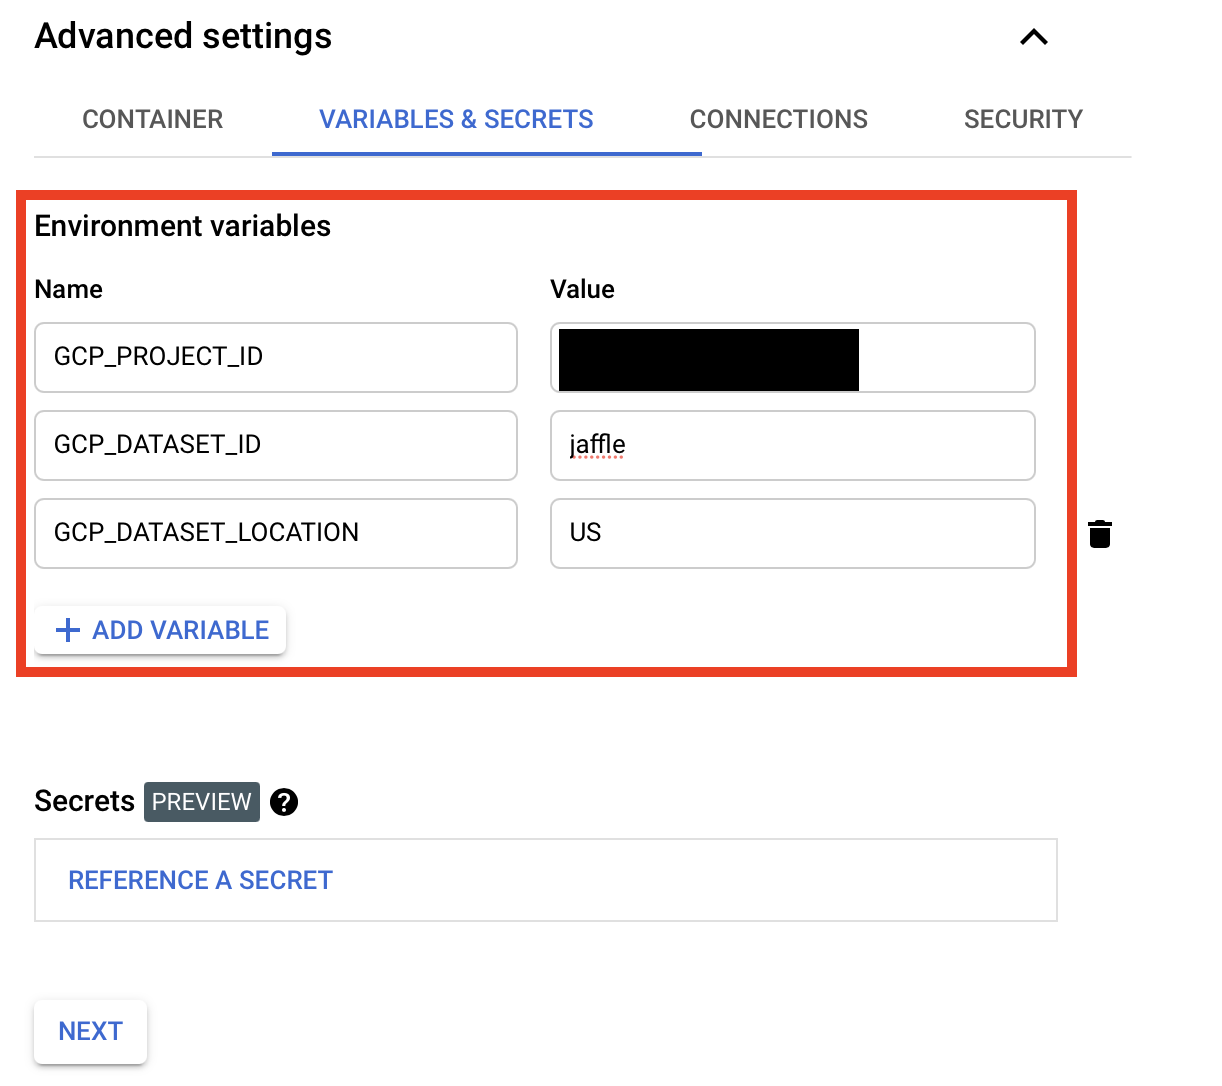 Advanced settings
CONTAINER VARIABLES & SECRETS CONNECTIONS SECURITY
Environment variables
Name Value
GCP_PROJECT_ID
GCP_DATASET_ID jaffle
GCP_DATASET_LOCATION US
+ ADD VARIABLE
Secrets PREVIEW ?
REFERENCE A SECRET
NEXT